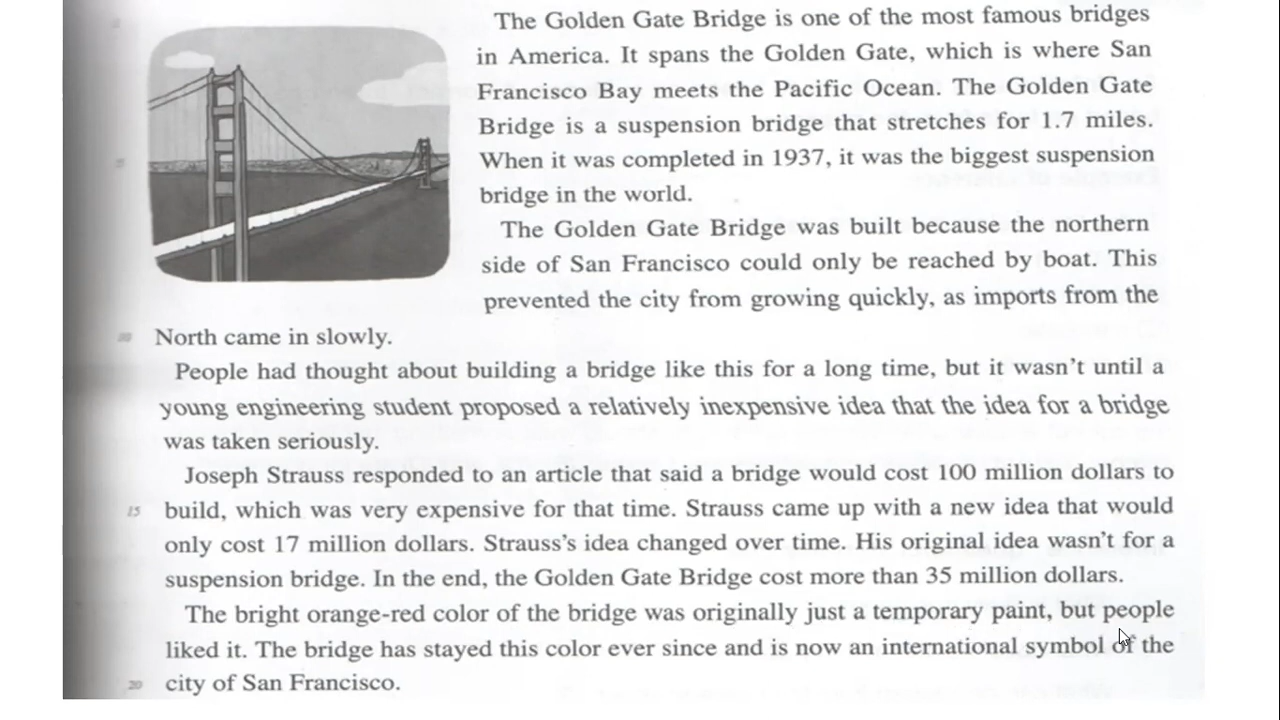 The Golden Gate Bridge is one of the most famous bridges
in America. It spans the Golden Gate, which is where San
Francisco Bay meets the Pacific Ocean. The Golden Gate
Bridge is a suspension bridge that stretches for 1.7 miles.
When it was completed in 1937, it was the biggest suspension
bridge in the world.
The Golden Gate Bridge was built because the northern
side of San Francisco could only be reached by boat. This
prevented the city from growing quickly, as imports from the
North came in slowly.
People had thought about building a bridge like this for a long time, but it wasn't until a
young engineering student proposed a relatively inexpensive idea that the idea for a bridge
was taken seriously.
Joseph Strauss responded to an article that said a bridge would cost 100 million dollars to
15 build, which was very expensive for that time. Strauss came up with a new idea that would
only cost 17 million dollars. Strauss's idea changed over time. His original idea wasn't for a
suspension bridge. In the end, the Golden Gate Bridge cost more than 35 million dollars.
The bright orange-red color of the bridge was originally just a temporary paint, but people
liked it. The bridge has stayed this color ever since and is now an international symbol of the
20 city of San Francisco.